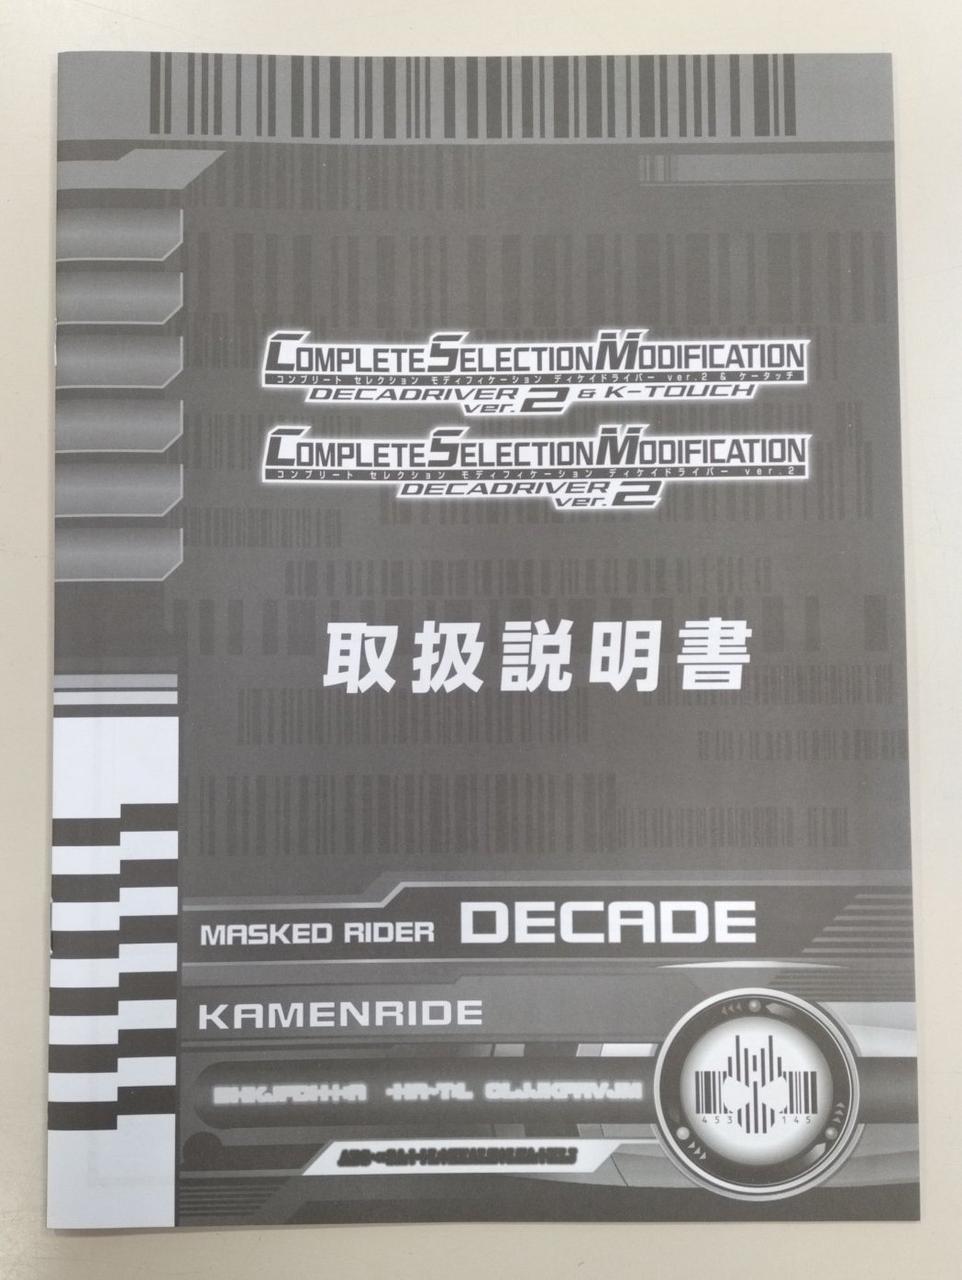 COMPLETE SELECTION MODIFICATION
コンプリート セレクション モディフィケーション ディケイドライバー ver.2 & ケータッチ
DECADRIVER & K-TOUCH
ver.2
COMPLETE SELECTION MODIFICATION
コンプリート セレクション モディフィケーション ディケイドライバー ver.2
DECADRIVER
ver.2
取扱説明書
MASKED RIDER DECADE
KAMENRIDE
453 145